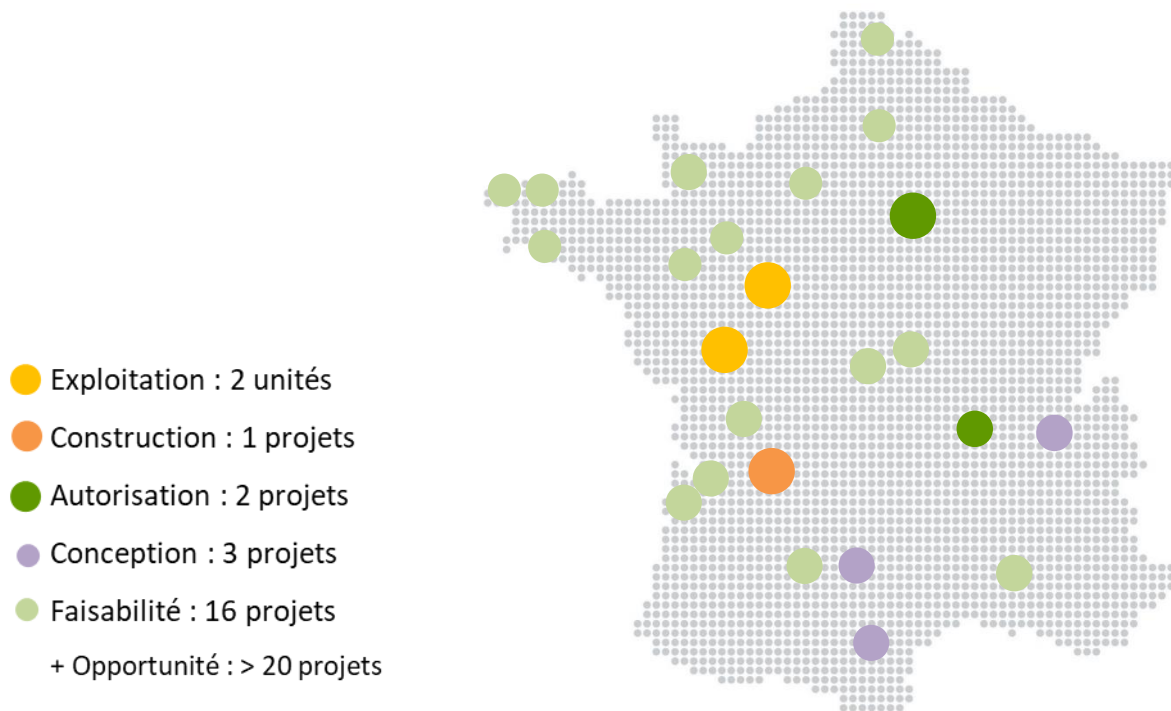 Exploitation : 2 unités
Construction : 1 projets
Autorisation : 2 projets
Conception : 3 projets
Faisabilité : 16 projets
+ Opportunité : > 20 projets